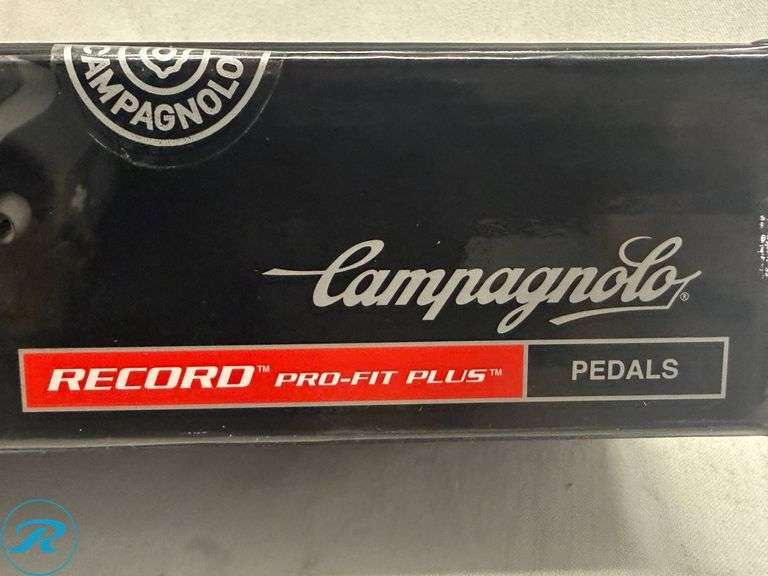 CAMPAGNOLO
Campagnolo®
RECORD™ PRO-FIT PLUS™ PEDALS
R